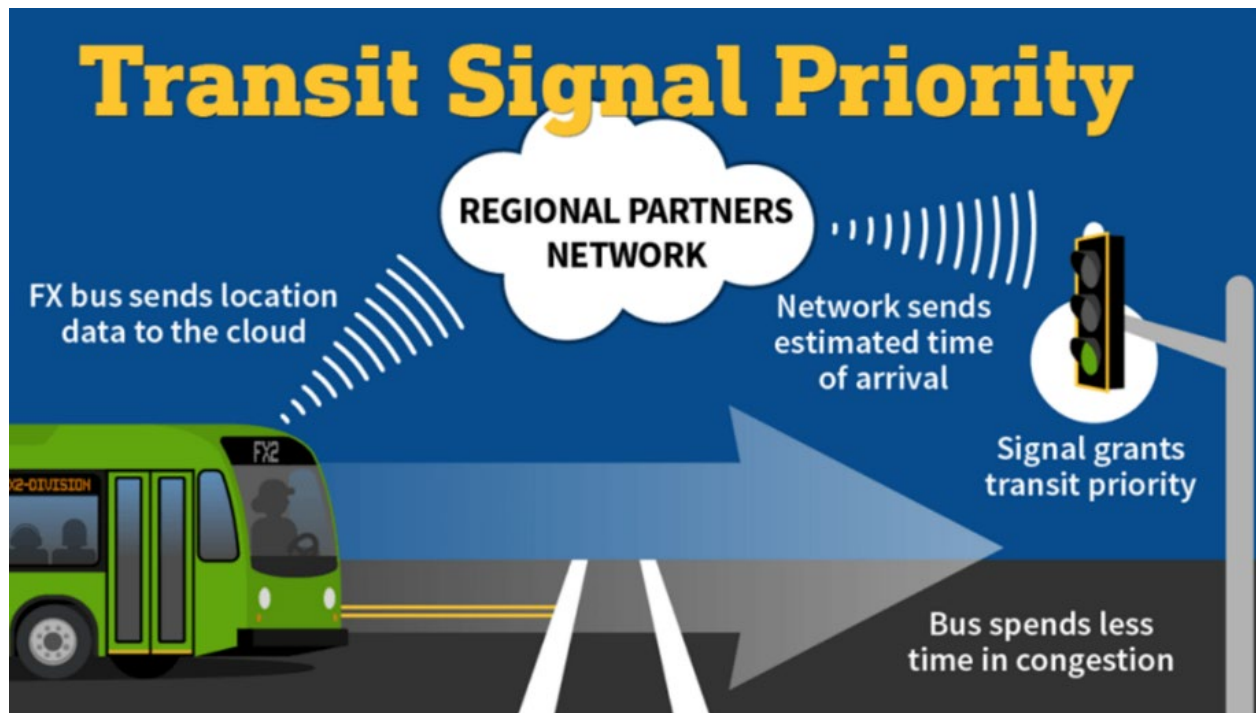 Transit Signal Priority
REGIONAL PARTNERS
NETWORK
FX bus sends location
data to the cloud
Network sends
estimated time
of arrival
Signal grants
transit priority
FX2
X2-DIVISION
Bus spends less
time in congestion